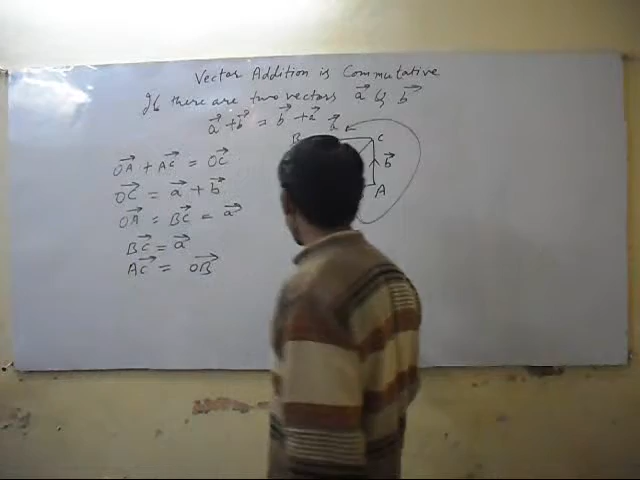 Vector Addition is Commutative
If there are two vectors a⃗ & b⃗
a⃗ + b⃗ = b⃗ + a⃗
B a⃗ C
OA⃗ + AC⃗ = OC⃗
b⃗
OC⃗ = a⃗ + b⃗
A
OA⃗ = BC⃗ = a⃗
BC⃗ = a⃗
AC⃗ = OB⃗